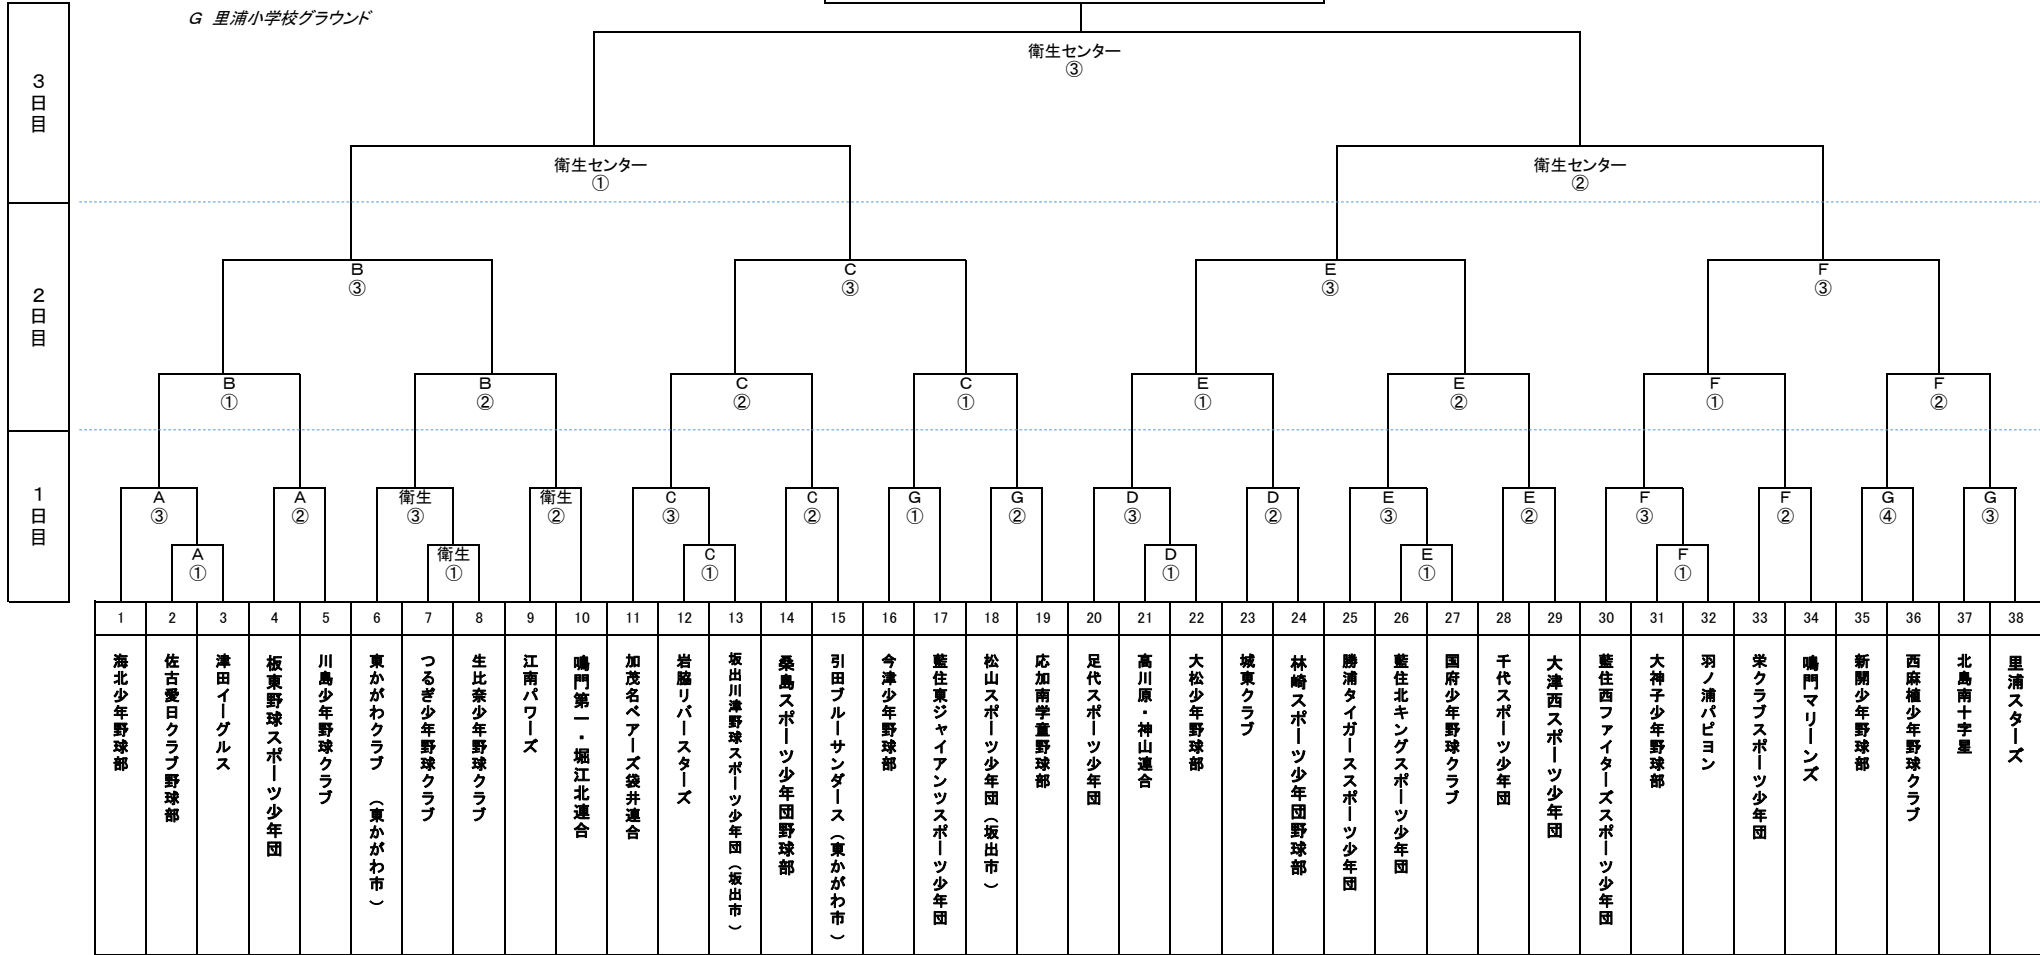 G 里浦小学校グラウンド
3日目
衛生センター
③
衛生センター
①
衛生センター
②
2日目
B
③
C
③
E
③
F
③
B
①
B
②
C
②
C
①
E
①
E
②
F
①
F
②
1日目
A
③
A
②
衛生
③
衛生
②
C
③
C
②
G
①
G
②
D
③
D
②
E
③
E
②
F
③
F
②
G
④
G
③
A
①
衛生
①
C
①
D
①
E
①
F
①
1 2 3 4 5 6 7 8 9 10 11 12 13 14 15 16 17 18 19 20 21 22 23 24 25 26 27 28 29 30 31 32 33 34 35 36 37 38
海北少年野球部
佐古愛日クラブ野球部
津田イーグルス
板東野球スポーツ少年団
川島少年野球クラブ
東かがわクラブ (東かがわ市)
つるぎ少年野球クラブ
生比奈少年野球クラブ
江南パワーズ
鳴門第一・堀江北連合
加茂名ベアーズ袋井連合
岩脇リバースターズ
坂出川津野球スポーツ少年団(坂出市)
桑島スポーツ少年団野球部
引田ブルーサンダース(東かがわ市)
今津少年野球部
藍住東ジャイアンツスポーツ少年団
松山スポーツ少年団(坂出市)
応加南学童野球部
足代スポーツ少年団
高川原・神山連合
大松少年野球部
城東クラブ
林崎スポーツ少年団野球部
勝浦タイガーススポーツ少年団
藍住北キングスポーツ少年団
国府少年野球クラブ
千代スポーツ少年団
大津西スポーツ少年団
藍住西ファイターズスポーツ少年団
大神子少年野球部
羽ノ浦パピヨン
栄クラブスポーツ少年団
鳴門マリーンズ
新開少年野球部
西麻植少年野球クラブ
北島南十字星
里浦スターズ